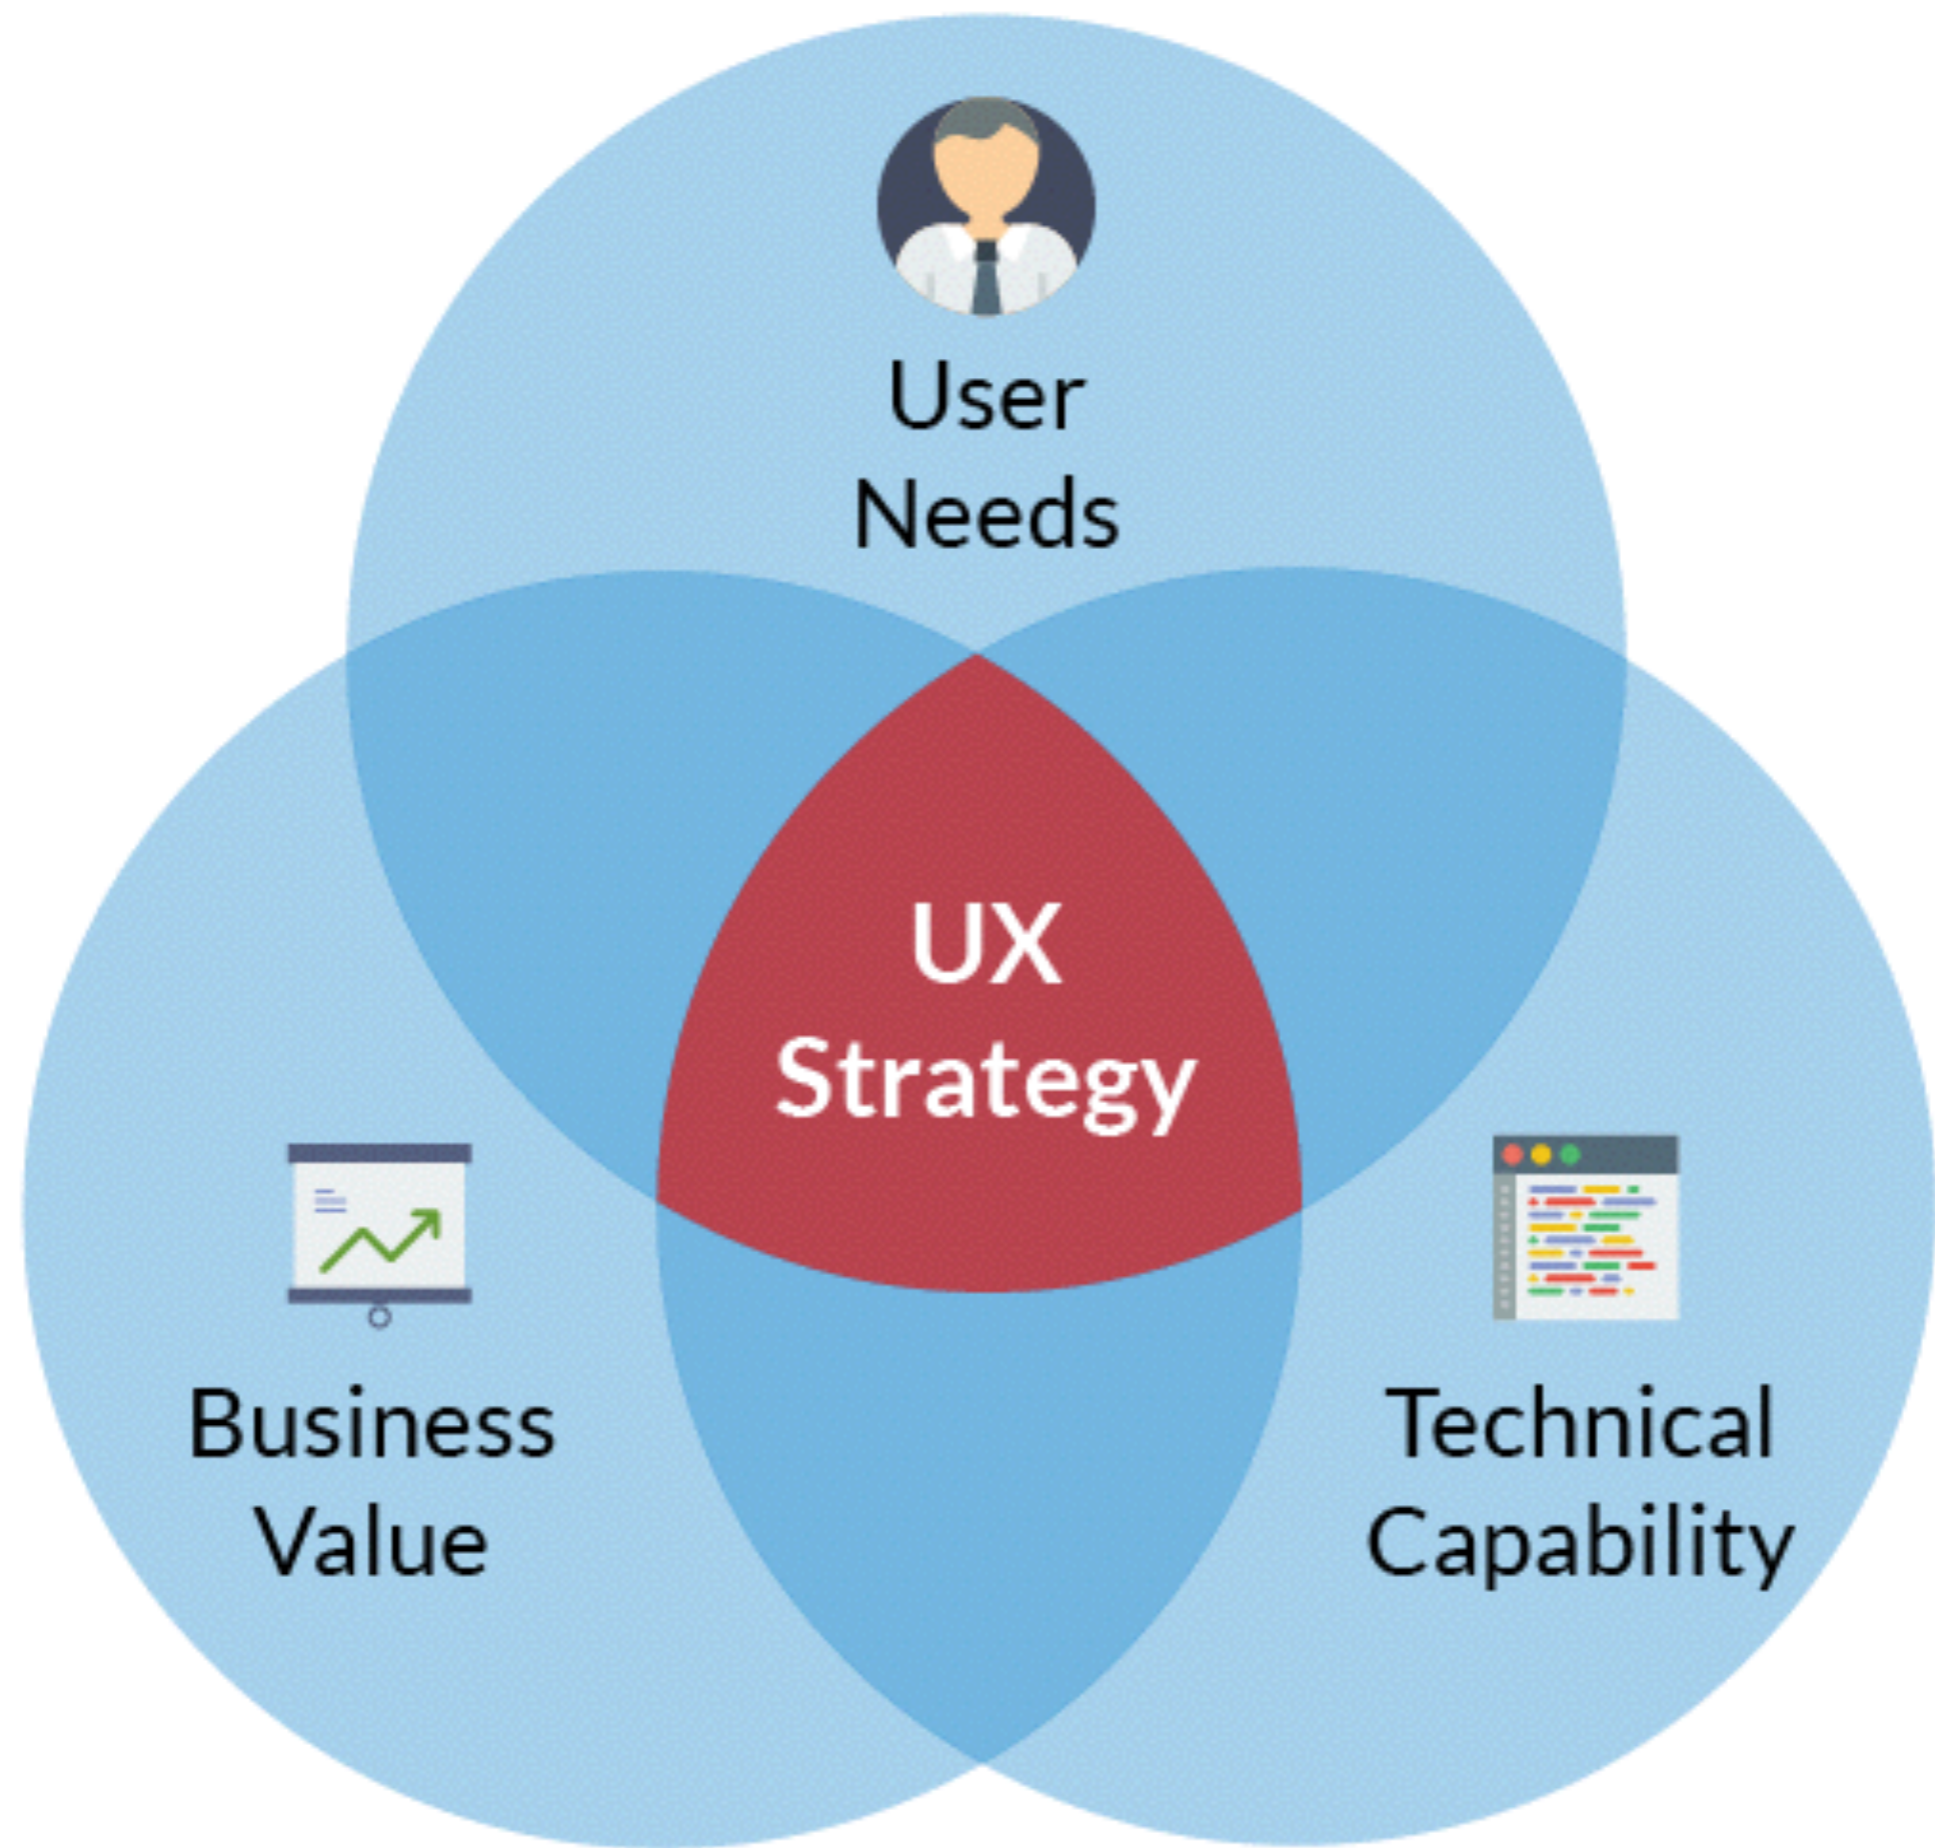 User
Needs
UX
Strategy
Business
Value
Technical
Capability